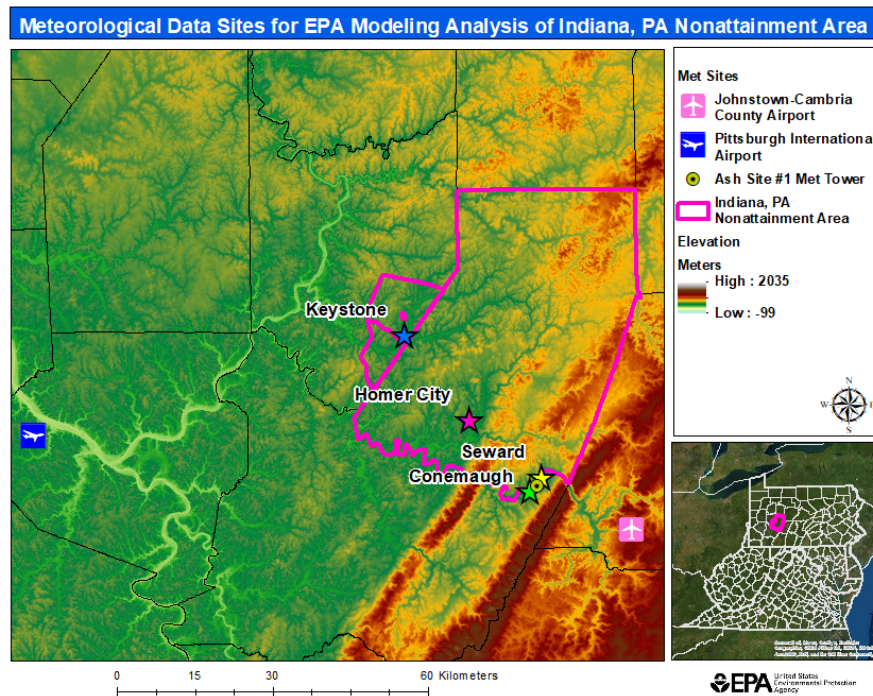 Meteorological Data Sites for EPA Modeling Analysis of Indiana, PA Nonattainment Area
Keystone
Homer City
Seward
Conemaugh
Met Sites
Johnstown-Cambria
County Airport
Pittsburgh International
Airport
Ash Site #1 Met Tower
Indiana, PA
Nonattainment Area
Elevation
Meters
High : 2035
Low : -99
N
W
E
S
0 15 30 60 Kilometers
EPA
United States
Environmental Protection
Agency